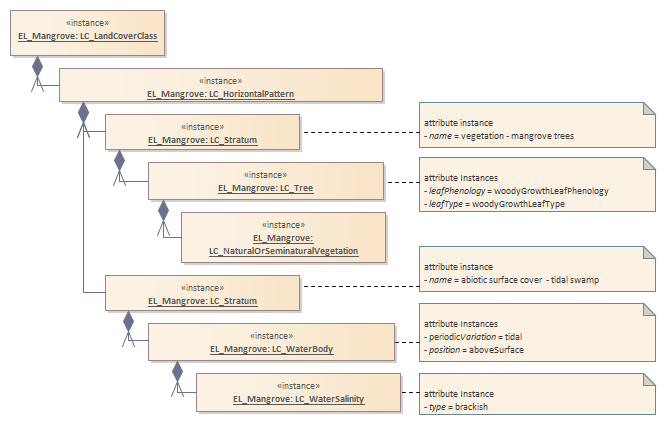 «instance»
EL_Mangrove: LC_LandCoverClass
«instance»
EL_Mangrove: LC_HorizontalPattern
«instance»
EL_Mangrove: LC_Stratum
attribute instance
- name = vegetation - mangrove trees
«instance»
EL_Mangrove: LC_Tree
attribute Instances
- leafPhenology = woodyGrowthLeafPhenology
- leafType = woodyGrowthLeafType
«instance»
EL_Mangrove:
LC_NaturalOrSeminaturalVegetation
«instance»
EL_Mangrove: LC_Stratum
attribute instance
- name = abiotic surface cover - tidal swamp
«instance»
EL_Mangrove: LC_WaterBody
attribute Instances
- periodicVariation = tidal
- position = aboveSurface
«instance»
EL_Mangrove: LC_WaterSalinity
attribute Instance
- type = brackish